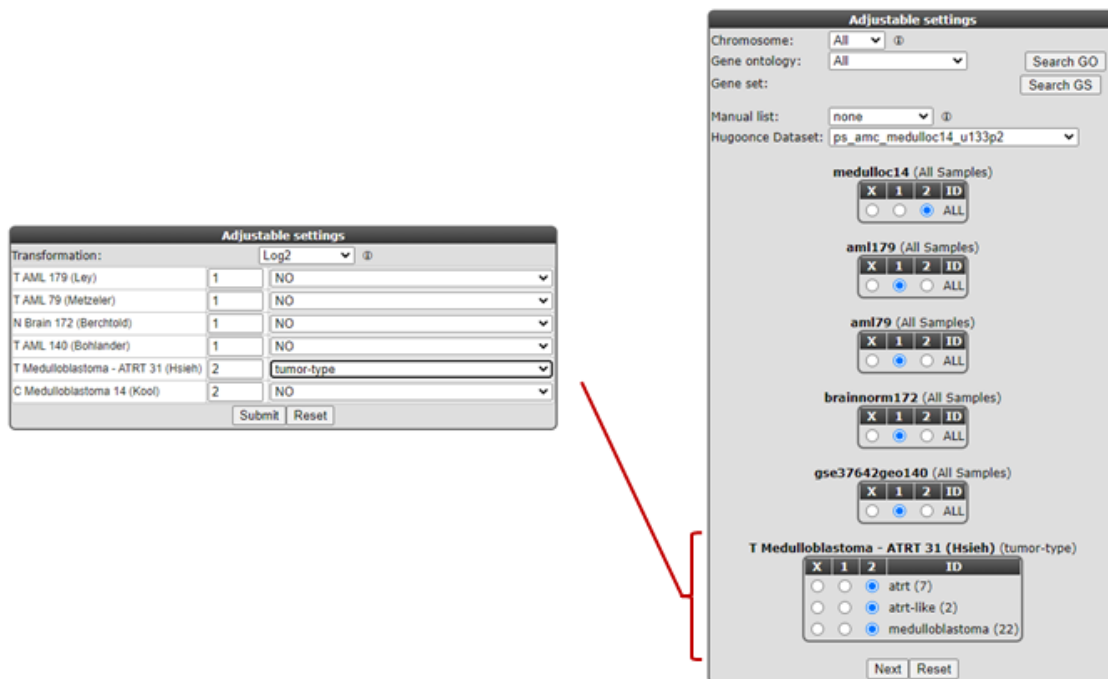 Adjustable settings
Transformation: Log2
T AML 179 (Ley) 1 NO
T AML 79 (Metzeler) 1 NO
N Brain 172 (Berchtold) 1 NO
T AML 140 (Bohlander) 1 NO
T Medulloblastoma - ATRT 31 (Hsieh) 2 tumor-type
C Medulloblastoma 14 (Kool) 2 NO
Submit Reset
Adjustable settings
Chromosome: All
Gene ontology: All Search GO
Gene set: Search GS
Manual list: none
Hugoonce Dataset: ps_amc_medulloc14_u133p2
medulloc14 (All Samples)
X 1 2 ID
ALL
aml179 (All Samples)
X 1 2 ID
ALL
aml79 (All Samples)
X 1 2 ID
ALL
brainnorm172 (All Samples)
X 1 2 ID
ALL
gse37642geo140 (All Samples)
X 1 2 ID
ALL
T Medulloblastoma - ATRT 31 (Hsieh) (tumor-type)
X 1 2 ID
atrt (7)
atrt-like (2)
medulloblastoma (22)
Next Reset